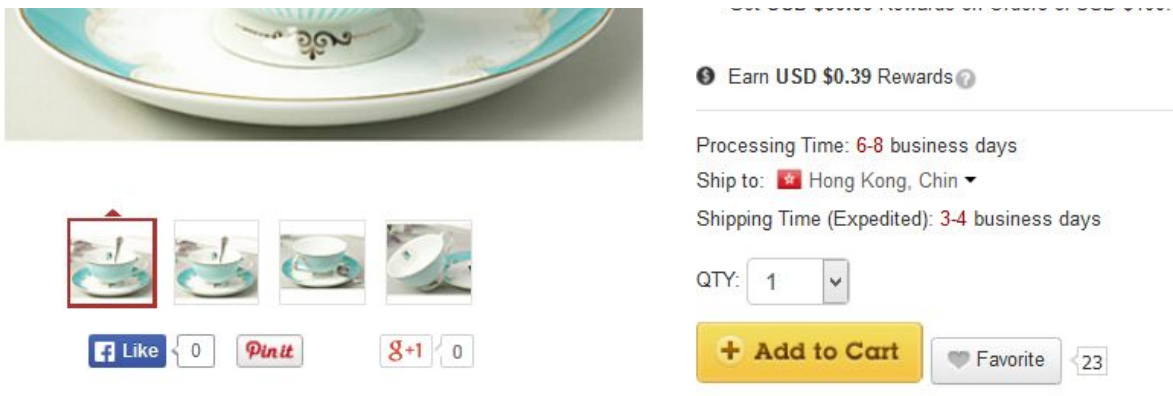 Earn USD $0.39 Rewards
Processing Time: 6-8 business days
Ship to: Hong Kong, Chin
Shipping Time (Expedited): 3-4 business days
QTY: 1
Like 0 Pin it g+1 0
+ Add to Cart Favorite 23